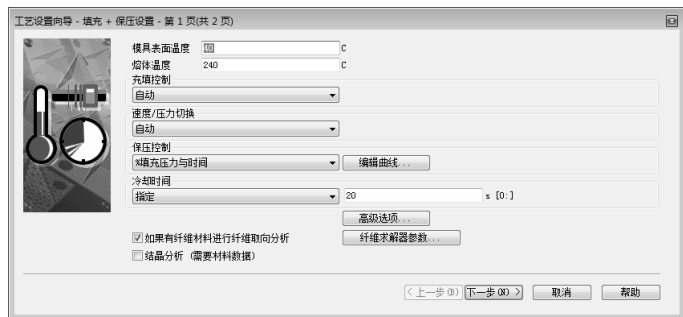 工艺设置向导 - 填充 + 保压设置 - 第 1 页(共 2 页)
模具表面温度 10 C
熔体温度 240 C
充填控制
自动
速度/压力切换
自动
保压控制
%填充压力与时间 编辑曲线...
冷却时间
指定 20 s [0:]
高级选项...
如果有纤维材料进行纤维取向分析 纤维求解器参数...
结晶分析 (需要材料数据)
< 上一步(B) 下一步(N) > 取消 帮助